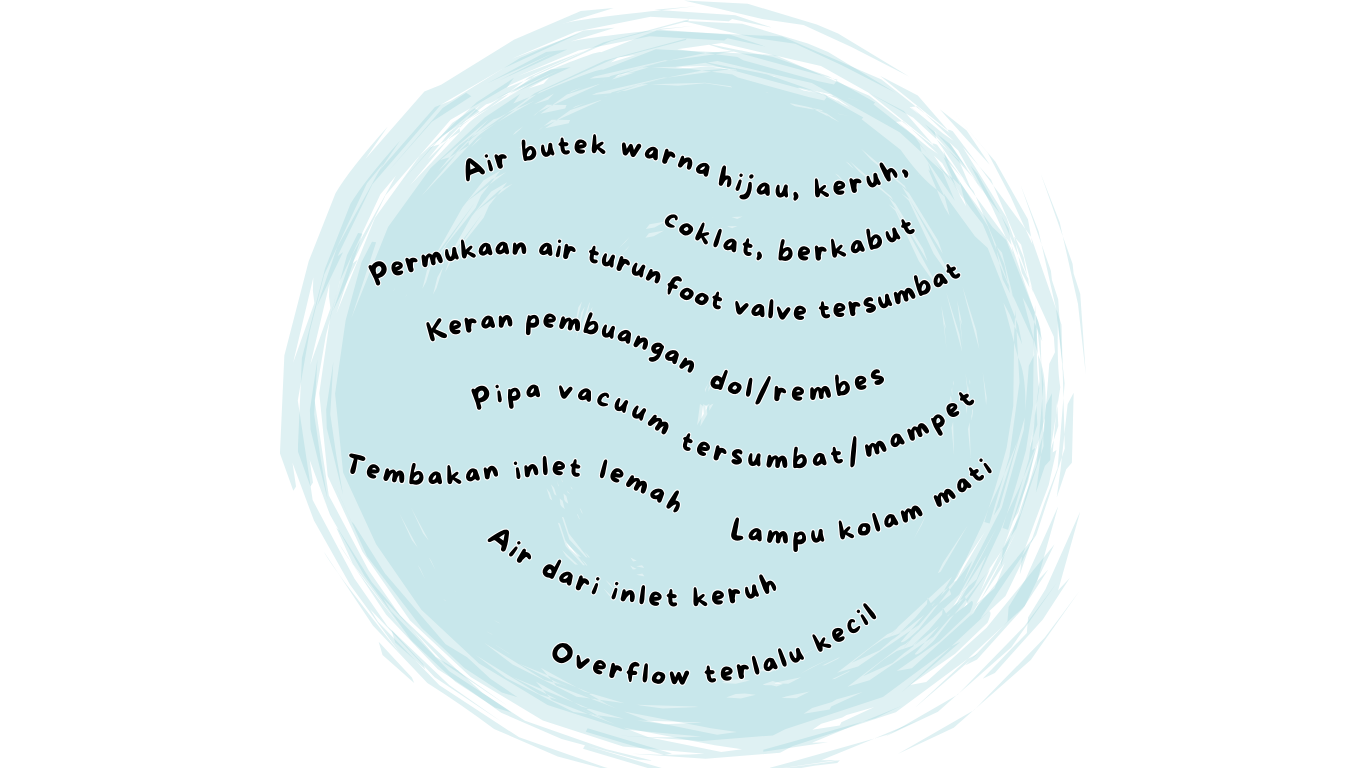 Air butek warna hijau, keruh,
coklat, berkabut
Permukaan air turun
foot valve tersumbat
Keran pembuangan dol/rembes
Pipa vacuum tersumbat/mampet
Tembakan inlet lemah
Lampu kolam mati
Air dari inlet keruh
Overflow terlalu kecil